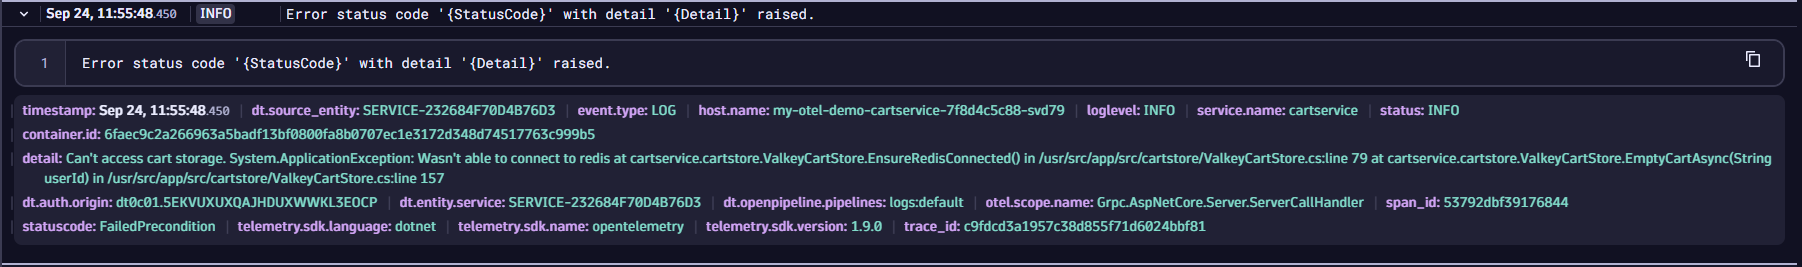 Sep 24, 11:55:48.450 INFO Error status code '{StatusCode}' with detail '{Detail}' raised.
1 Error status code '{StatusCode}' with detail '{Detail}' raised.
timestamp: Sep 24, 11:55:48.450 | dt.source_entity: SERVICE-232684F70D4B76D3 | event.type: LOG | host.name: my-otel-demo-cartservice-7f8d4c5c88-svd79 | loglevel: INFO | service.name: cartservice | status: INFO
container.id: 6faec9c2a266963a5badf13bf0800fa8b0707ec1e3172d348d74517763c999b5
detail: Can't access cart storage. System.ApplicationException: Wasn't able to connect to redis at cartservice.cartstore.ValkeyCartStore.EnsureRedisConnected() in /usr/src/app/src/cartstore/ValkeyCartStore.cs:line 79 at cartservice.cartstore.ValkeyCartStore.EmptyCartAsync(String
userId) in /usr/src/app/src/cartstore/ValkeyCartStore.cs:line 157
dt.auth.origin: dt0c01.5EKVUXUXQAJHDUXWWKL3EOCP | dt.entity.service: SERVICE-232684F70D4B76D3 | dt.openpipeline.pipelines: logs:default | otel.scope.name: Grpc.AspNetCore.Server.ServerCallHandler | span_id: 53792dbf39176844
statuscode: FailedPrecondition | telemetry.sdk.language: dotnet | telemetry.sdk.name: opentelemetry | telemetry.sdk.version: 1.9.0 | trace_id: c9fdcd3a1957c38d855f71d6024bbf81